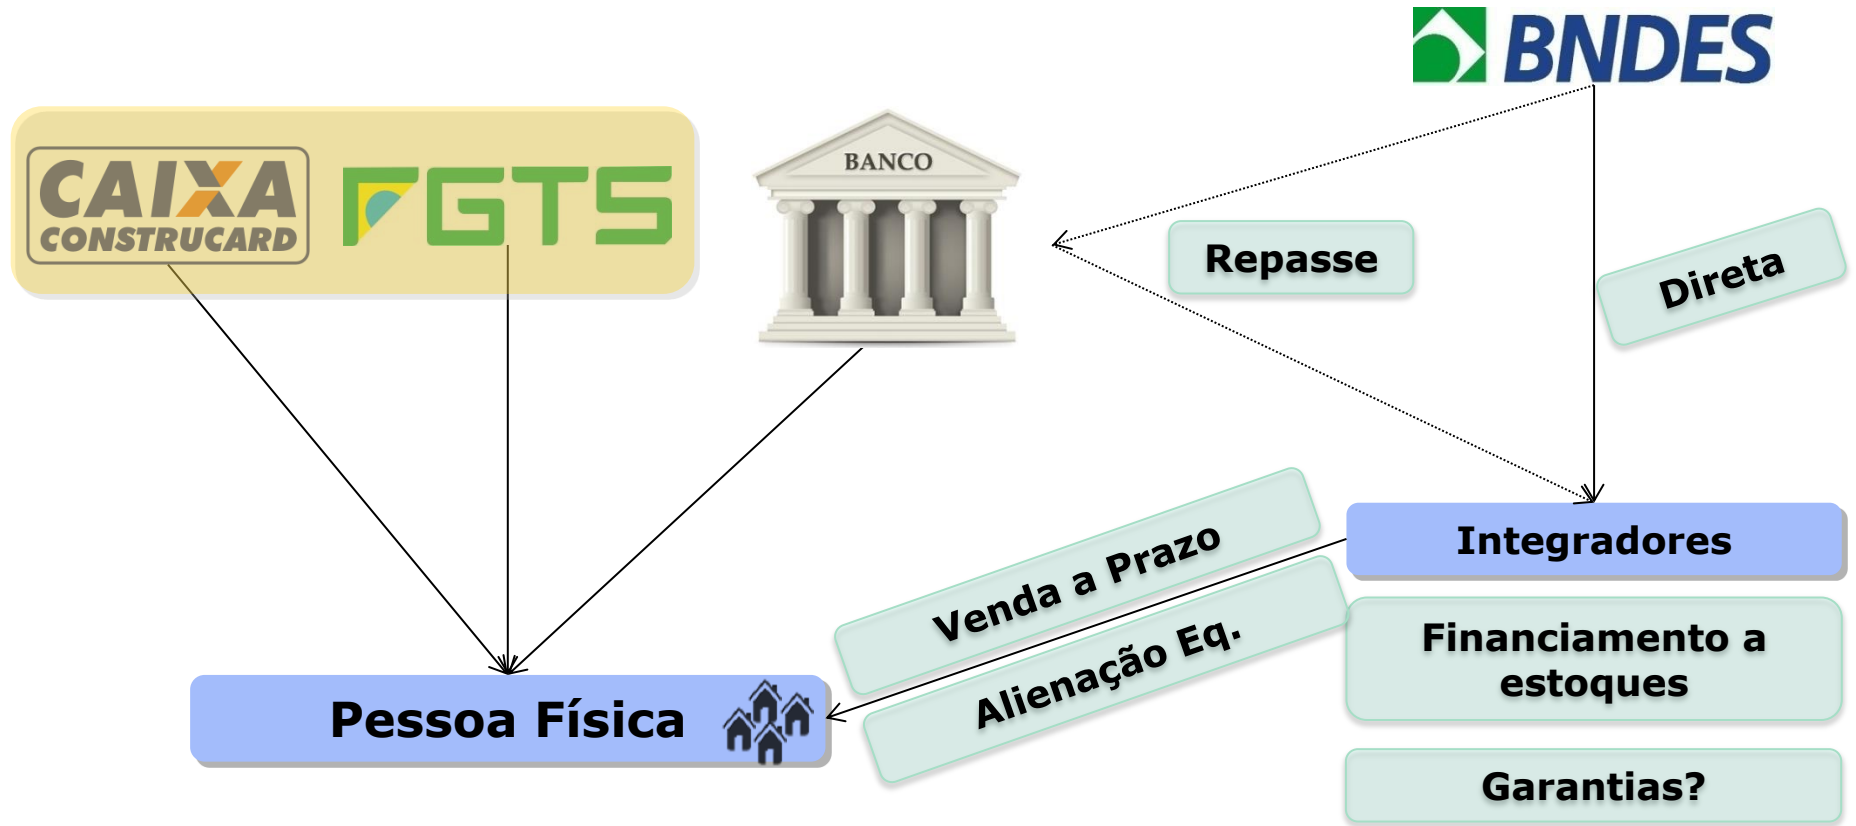 BNDES
CAIXA
CONSTRUCARD
FGTS
BANCO
Repasse
Direta
Integradores
Venda a Prazo
Alienação Eq.
Financiamento a
estoques
Pessoa Física
Garantias?